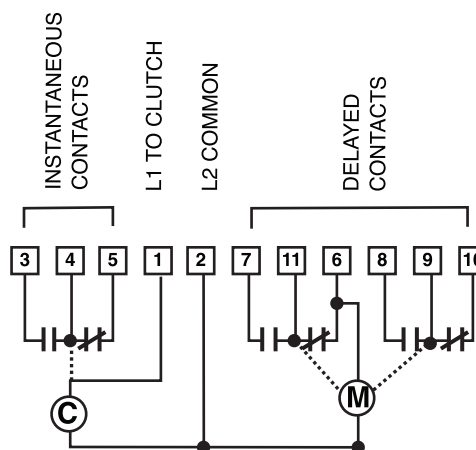 INSTANTANEOUS
CONTACTS
L1 TO CLUTCH
L2 COMMON
DELAYED
CONTACTS
3 4 5 1 2 7 11 6 8 9 10
C
M